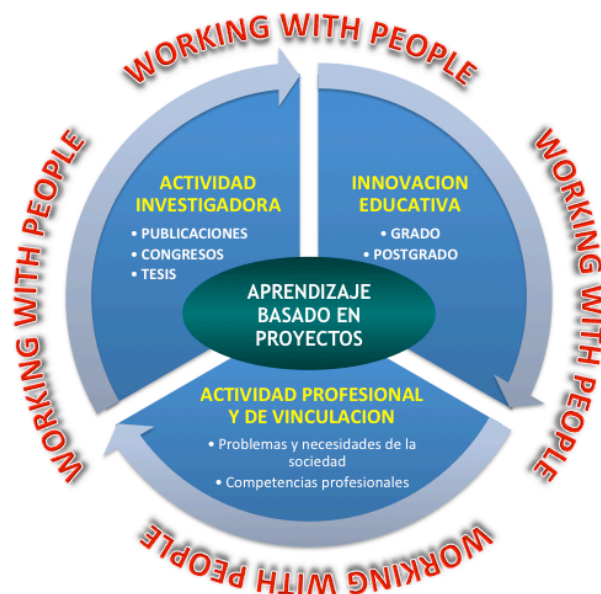 WORKING WITH PEOPLE
WORKING WITH PEOPLE
WORKING WITH PEOPLE
ACTIVIDAD
INVESTIGADORA
• PUBLICACIONES
• CONGRESOS
• TESIS
INNOVACION
EDUCATIVA
• GRADO
• POSTGRADO
APRENDIZAJE
BASADO EN
PROYECTOS
ACTIVIDAD PROFESIONAL
Y DE VINCULACION
• Problemas y necesidades de la
sociedad
• Competencias profesionales
WORKING WITH PEOPLE